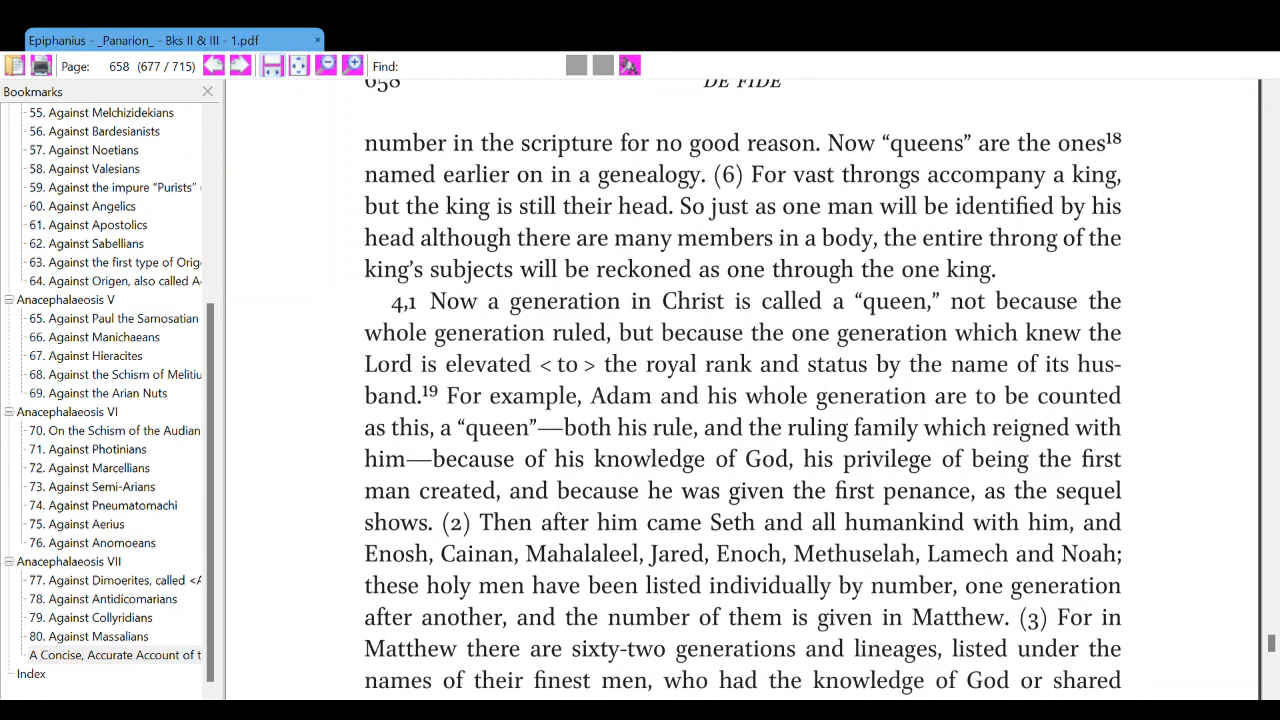 Epiphanius - _Panarion_ - Bks II & III - 1.pdf ×
Page: 658 (677 / 715) Find:
Bookmarks
55. Against Melchizidekians
56. Against Bardesianists
57. Against Noetians
58. Against Valesians
59. Against the impure "Purists"
60. Against Angelics
61. Against Apostolics
62. Against Sabellians
63. Against the first type of Orig
64. Against Origen, also called A
Anacephalaeosis V
65. Against Paul the Samosatian
66. Against Manichaeans
67. Against Hieracites
68. Against the Schism of Melitiu
69. Against the Arian Nuts
Anacephalaeosis VI
70. On the Schism of the Audian
71. Against Photinians
72. Against Marcellians
73. Against Semi-Arians
74. Against Pneumatomachi
75. Against Aerius
76. Against Anomoeans
Anacephalaeosis VII
77. Against Dimoerites, called <A
78. Against Antidicomarians
79. Against Collyridians
80. Against Massalians
A Concise, Accurate Account of t
Index
658 DE FIDE
number in the scripture for no good reason. Now “queens” are the ones¹⁸
named earlier on in a genealogy. (6) For vast throngs accompany a king,
but the king is still their head. So just as one man will be identified by his
head although there are many members in a body, the entire throng of the
king’s subjects will be reckoned as one through the one king.
4,1 Now a generation in Christ is called a “queen,” not because the
whole generation ruled, but because the one generation which knew the
Lord is elevated < to > the royal rank and status by the name of its hus-
band.¹⁹ For example, Adam and his whole generation are to be counted
as this, a “queen”—both his rule, and the ruling family which reigned with
him—because of his knowledge of God, his privilege of being the first
man created, and because he was given the first penance, as the sequel
shows. (2) Then after him came Seth and all humankind with him, and
Enosh, Cainan, Mahalaleel, Jared, Enoch, Methuselah, Lamech and Noah;
these holy men have been listed individually by number, one generation
after another, and the number of them is given in Matthew. (3) For in
Matthew there are sixty-two generations and lineages, listed under the
names of their finest men, who had the knowledge of God or shared